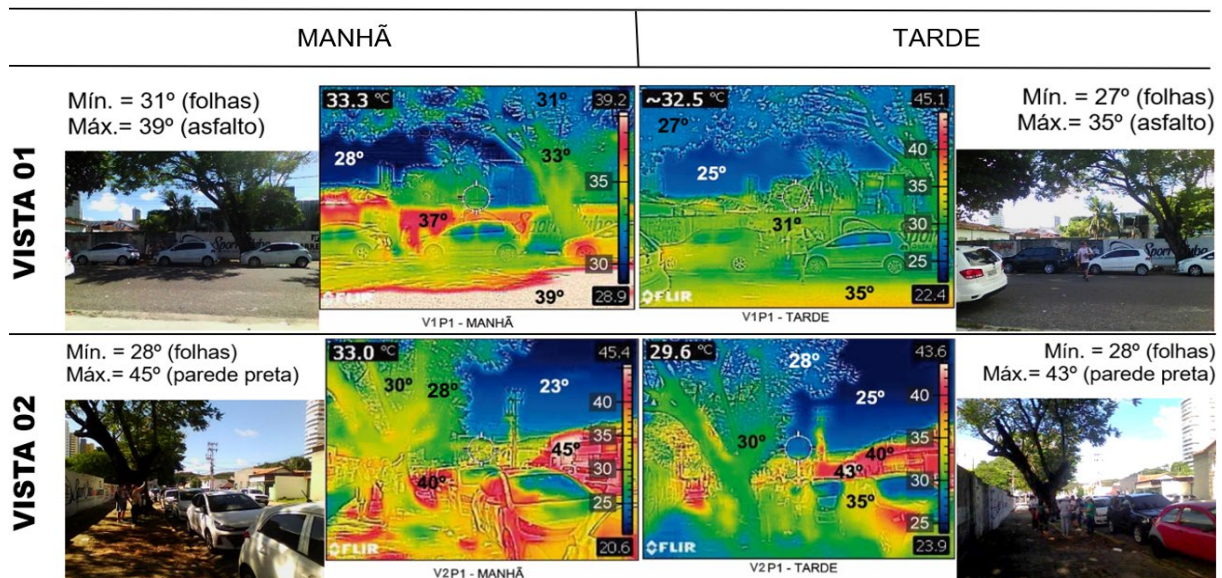 MANHÃ
TARDE
VISTA 01
Mín. = 31º (folhas)
Máx.= 39º (asfalto)
33.3 ºC
31º
39.2
28º
33º
35
37º
30
39º
28.9
FLIR
V1P1 - MANHÃ
~32.5 ºC
45.1
27º
40
25º
35
31º
30
25
35º
22.4
FLIR
V1P1 - TARDE
Mín. = 27º (folhas)
Máx.= 35º (asfalto)
VISTA 02
Mín. = 28º (folhas)
Máx.= 45º (parede preta)
33.0 ºC
45.4
30º
28º
23º
40
35
45º
30
40º
25
20.6
FLIR
V2P1 - MANHÃ
29.6 ºC
43.6
28º
25º
40
35
30º
40º
43º
30
35º
25
23.9
FLIR
V2P1 - TARDE
Mín. = 28º (folhas)
Máx.= 43º (parede preta)